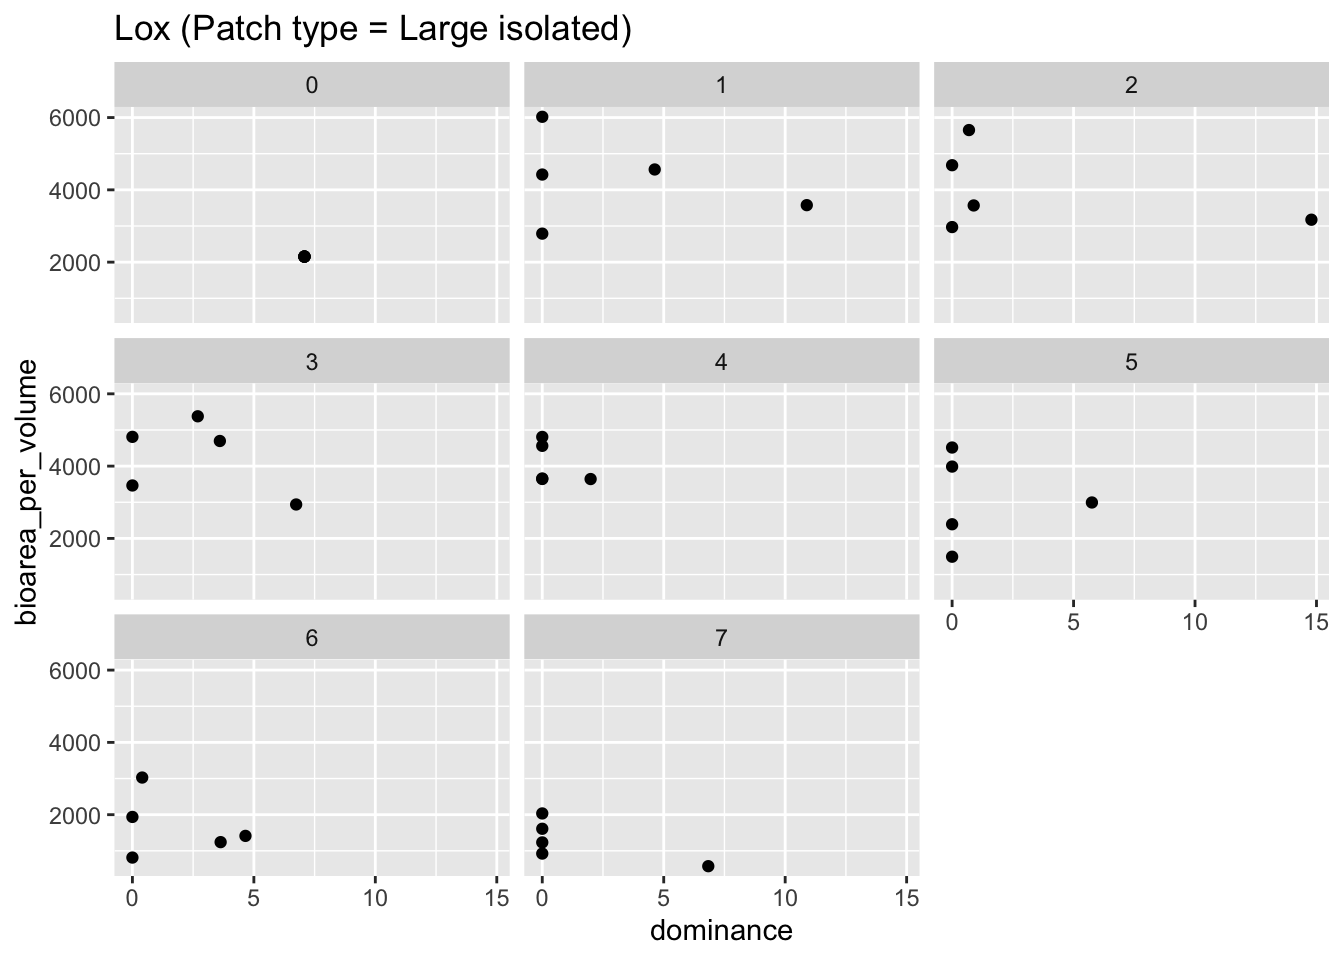 Lox (Patch type = Large isolated)
0 1 2
6000
4000
2000
3 4 5
6000
4000
2000
0 5 10 15
6 7
6000
4000
2000
0 5 10 15 0 5 10 15
bioarea_per_volume
dominance